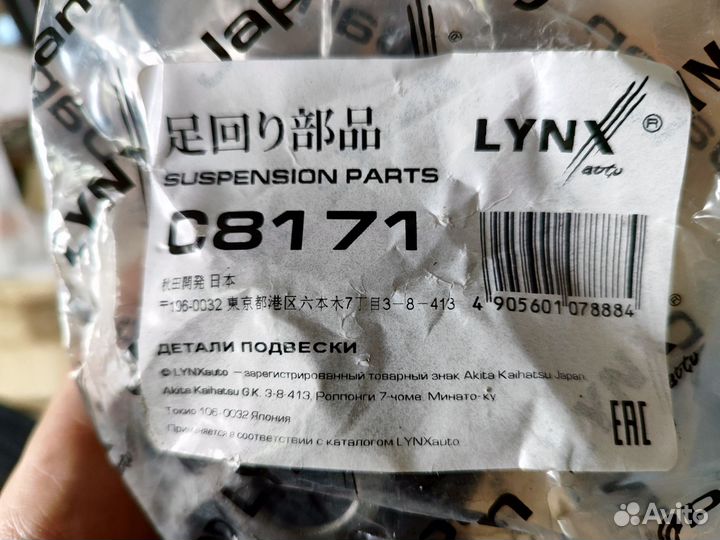 足回り部品
LYNX ®
auto
SUSPENSION PARTS
C8171
秋田開発 日本
〒106-0032 東京都港区六本木7丁目3-8-413
4 905601 078884
ДЕТАЛИ ПОДВЕСКИ
© LYNXauto — зарегистрированный товарный знак Akita Kaihatsu Japan
Akita Kaihatsu G.K. 3-8-413, Роппонги 7-чоме, Минато-ку
Токио 106-0032 Япония
Применяется в соответствии с каталогом LYNXauto
EAC
Avito